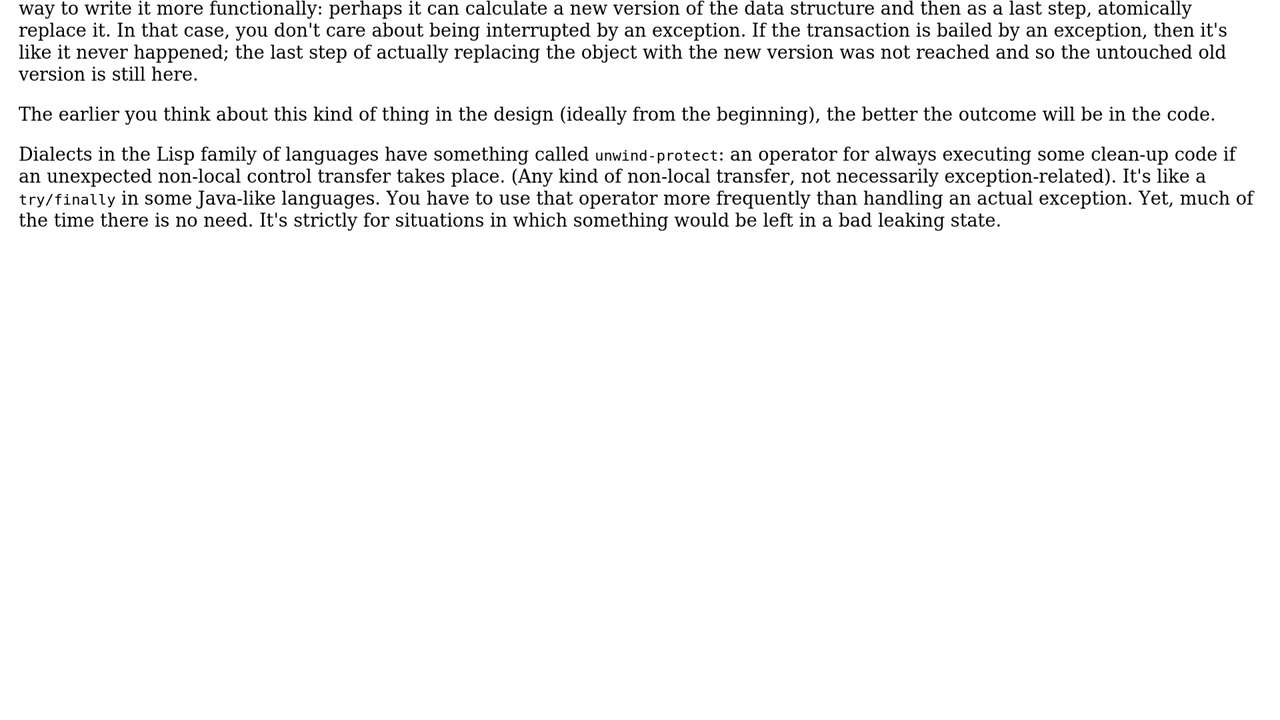 way to write it more functionally: perhaps it can calculate a new version of the data structure and then as a last step, atomically
replace it. In that case, you don't care about being interrupted by an exception. If the transaction is bailed by an exception, then it's
like it never happened; the last step of actually replacing the object with the new version was not reached and so the untouched old
version is still here.
The earlier you think about this kind of thing in the design (ideally from the beginning), the better the outcome will be in the code.
Dialects in the Lisp family of languages have something called unwind-protect: an operator for always executing some clean-up code if
an unexpected non-local control transfer takes place. (Any kind of non-local transfer, not necessarily exception-related). It's like a
try/finally in some Java-like languages. You have to use that operator more frequently than handling an actual exception. Yet, much of
the time there is no need. It's strictly for situations in which something would be left in a bad leaking state.